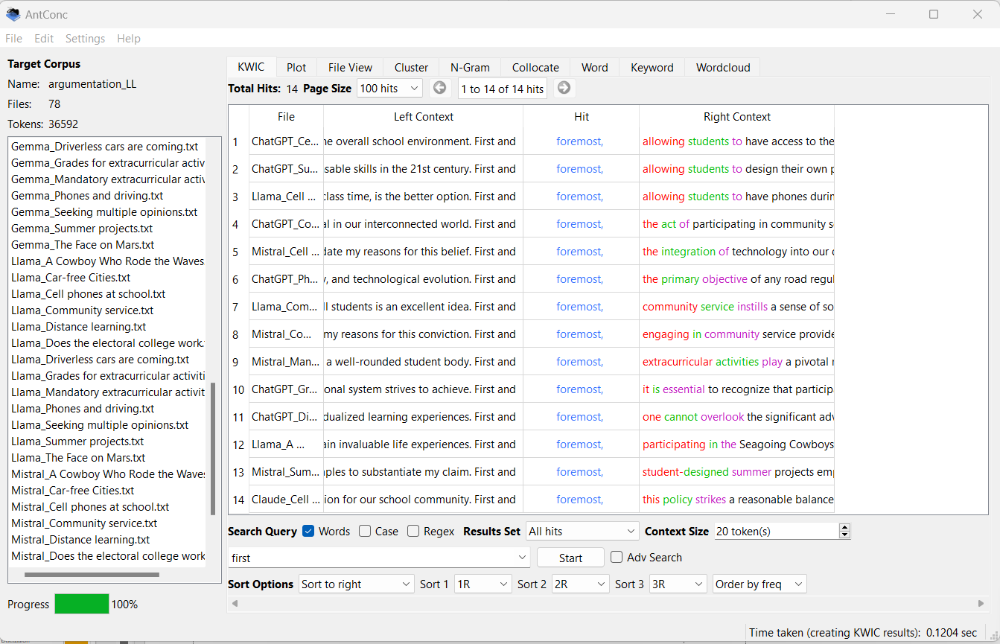 AntConc
File Edit Settings Help
Target Corpus
Name: argumentation_LL
Files: 78
Tokens: 36592
Gemma_Driverless cars are coming.txt
Gemma_Grades for extracurricular activ
Gemma_Mandatory extracurricular activ
Gemma_Phones and driving.txt
Gemma_Seeking multiple opinions.txt
Gemma_Summer projects.txt
Gemma_The Face on Mars.txt
Llama_A Cowboy Who Rode the Waves
Llama_Car-free Cities.txt
Llama_Cell phones at school.txt
Llama_Community service.txt
Llama_Distance learning.txt
Llama_Does the electoral college work.
Llama_Driverless cars are coming.txt
Llama_Grades for extracurricular activiti
Llama_Mandatory extracurricular activit
Llama_Phones and driving.txt
Llama_Seeking multiple opinions.txt
Llama_Summer projects.txt
Llama_The Face on Mars.txt
Mistral_A Cowboy Who Rode the Waves
Mistral_Car-free Cities.txt
Mistral_Cell phones at school.txt
Mistral_Community service.txt
Mistral_Distance learning.txt
Mistral_Does the electoral college work
Progress 100%
KWIC Plot File View Cluster N-Gram Collocate Word Keyword Wordcloud
Total Hits: 14 Page Size 100 hits 1 to 14 of 14 hits
File Left Context Hit Right Context
1 ChatGPT_Ce... he overall school environment. First and foremost, allowing students to have access to the
2 ChatGPT_Su... sable skills in the 21st century. First and foremost, allowing students to design their own p
3 Llama_Cell ... class time, is the better option. First and foremost, allowing students to have phones durin
4 ChatGPT_Co... al in our interconnected world. First and foremost, the act of participating in community s
5 Mistral_Cell ... date my reasons for this belief. First and foremost, the integration of technology into our
6 ChatGPT_Ph... y, and technological evolution. First and foremost, the primary objective of any road regul
7 Llama_Com... ll students is an excellent idea. First and foremost, community service instills a sense of so
8 Mistral_Co... my reasons for this conviction. First and foremost, engaging in community service provide
9 Mistral_Man... a well-rounded student body. First and foremost, extracurricular activities play a pivotal
10 ChatGPT_Gr... onal system strives to achieve. First and foremost, it is essential to recognize that particip
11 ChatGPT_Di... dualized learning experiences. First and foremost, one cannot overlook the significant adv
12 Llama_A ... ain invaluable life experiences. First and foremost, participating in the Seagoing Cowboys
13 Mistral_Sum... ples to substantiate my claim. First and foremost, student-designed summer projects emp
14 Claude_Cell ... ion for our school community. First and foremost, this policy strikes a reasonable balance
Search Query Words Case Regex Results Set All hits Context Size 20 token(s)
first Start Adv Search
Sort Options Sort to right Sort 1 1R Sort 2 2R Sort 3 3R Order by freq
Time taken (creating KWIC results): 0.1204 sec